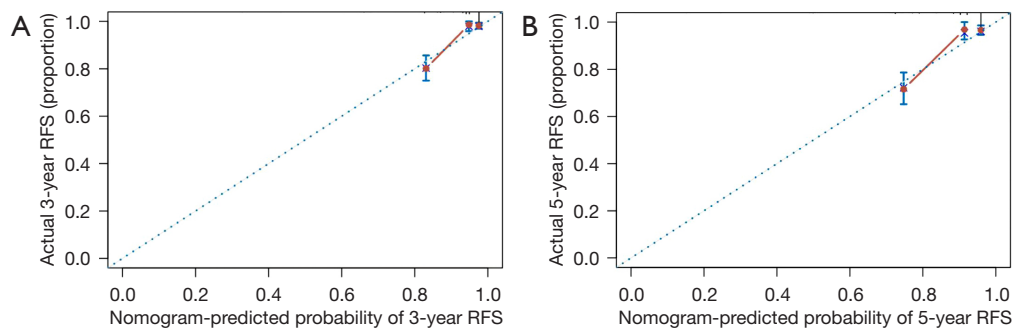 A
Actual 3-year RFS (proportion)
1.0
0.8
0.6
0.4
0.2
0.0
0.0 0.2 0.4 0.6 0.8 1.0
Nomogram-predicted probability of 3-year RFS
B
Actual 5-year RFS (proportion)
1.0
0.8
0.6
0.4
0.2
0.0
0.0 0.2 0.4 0.6 0.8 1.0
Nomogram-predicted probability of 5-year RFS